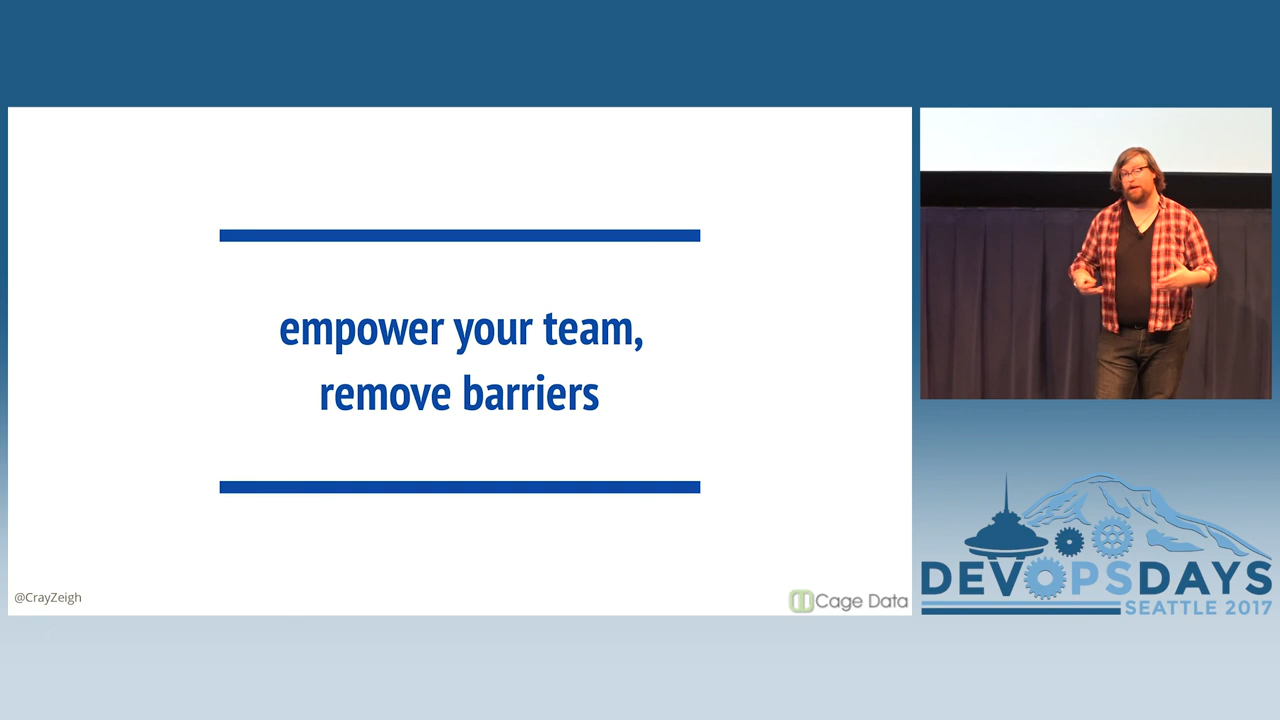 empower your team,
remove barriers
@CrayZeigh
Cage Data
DEVOPSDAYS
SEATTLE 2017